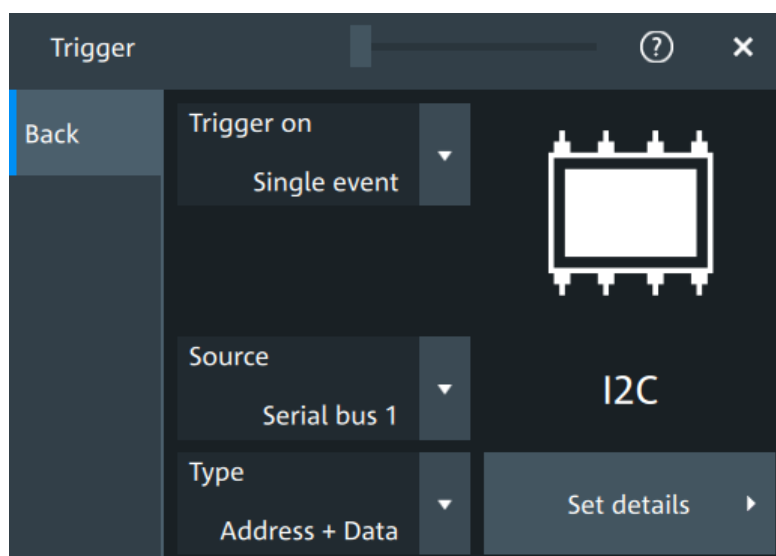 Trigger
?
Back
Trigger on
Single event
Source
Serial bus 1
I2C
Type
Address + Data
Set details